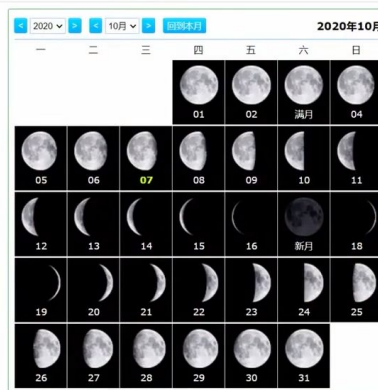 < 2020 > < 10月 > 回到本月 2020年10月
一 二 三 四 五 六 日
01 02 满月 04
05 06 07 08 09 10 11
12 13 14 15 16 新月 18
19 20 21 22 23 24 25
26 27 28 29 30 31